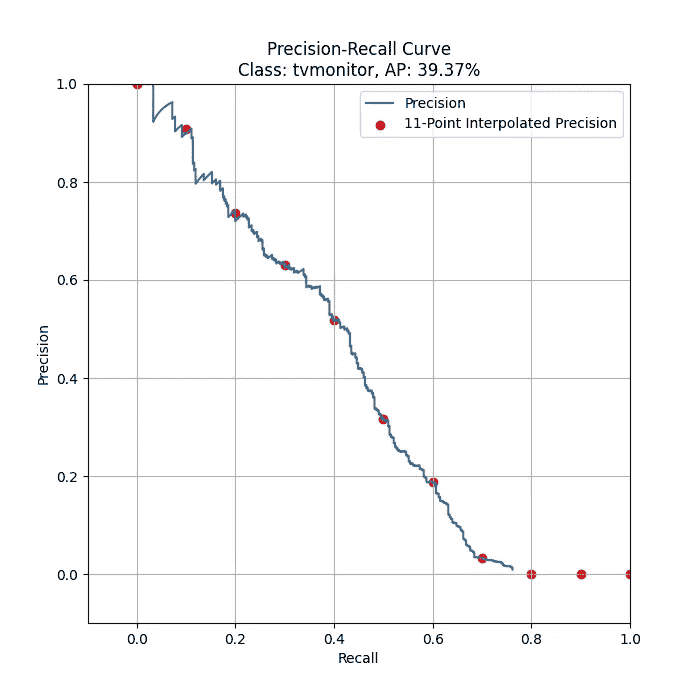 Precision-Recall Curve
Class: tvmonitor, AP: 39.37%
Precision
11-Point Interpolated Precision
1.0
0.8
0.6
0.4
0.2
0.0
Precision
0.0 0.2 0.4 0.6 0.8 1.0
Recall